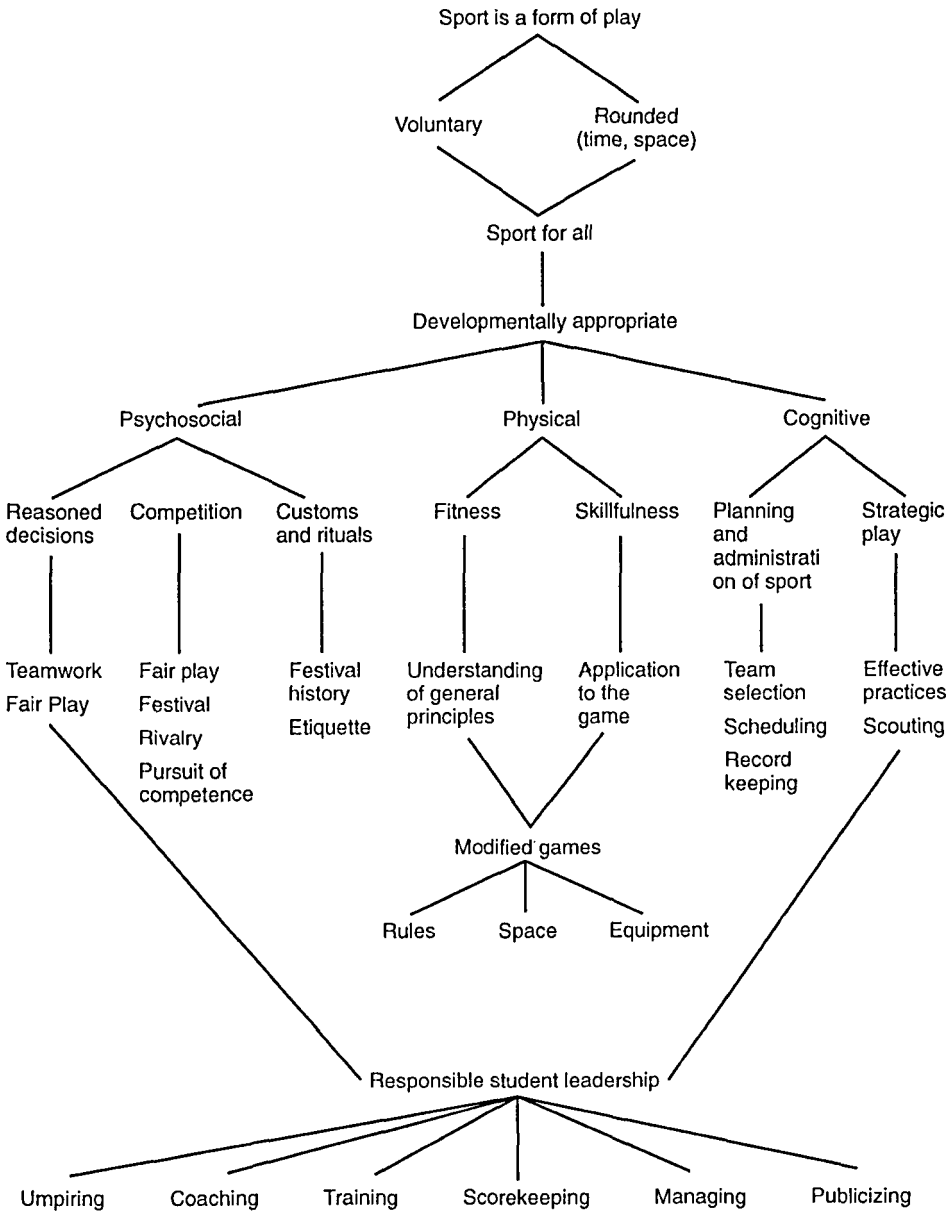 Sport is a form of play
Voluntary
Rounded
(time, space)
Sport for all
Developmentally appropriate
Psychosocial
Physical
Cognitive
Reasoned
decisions
Competition
Customs
and rituals
Fitness
Skillfulness
Planning
and
administrati
on of sport
Strategic
play
Teamwork
Fair Play
Fair play
Festival
Rivalry
Pursuit of
competence
Festival
history
Etiquette
Understanding
of general
principles
Application
to the
game
Team
selection
Scheduling
Record
keeping
Effective
practices
Scouting
Modified games
Rules
Space
Equipment
Responsible student leadership
Umpiring
Coaching
Training
Scorekeeping
Managing
Publicizing